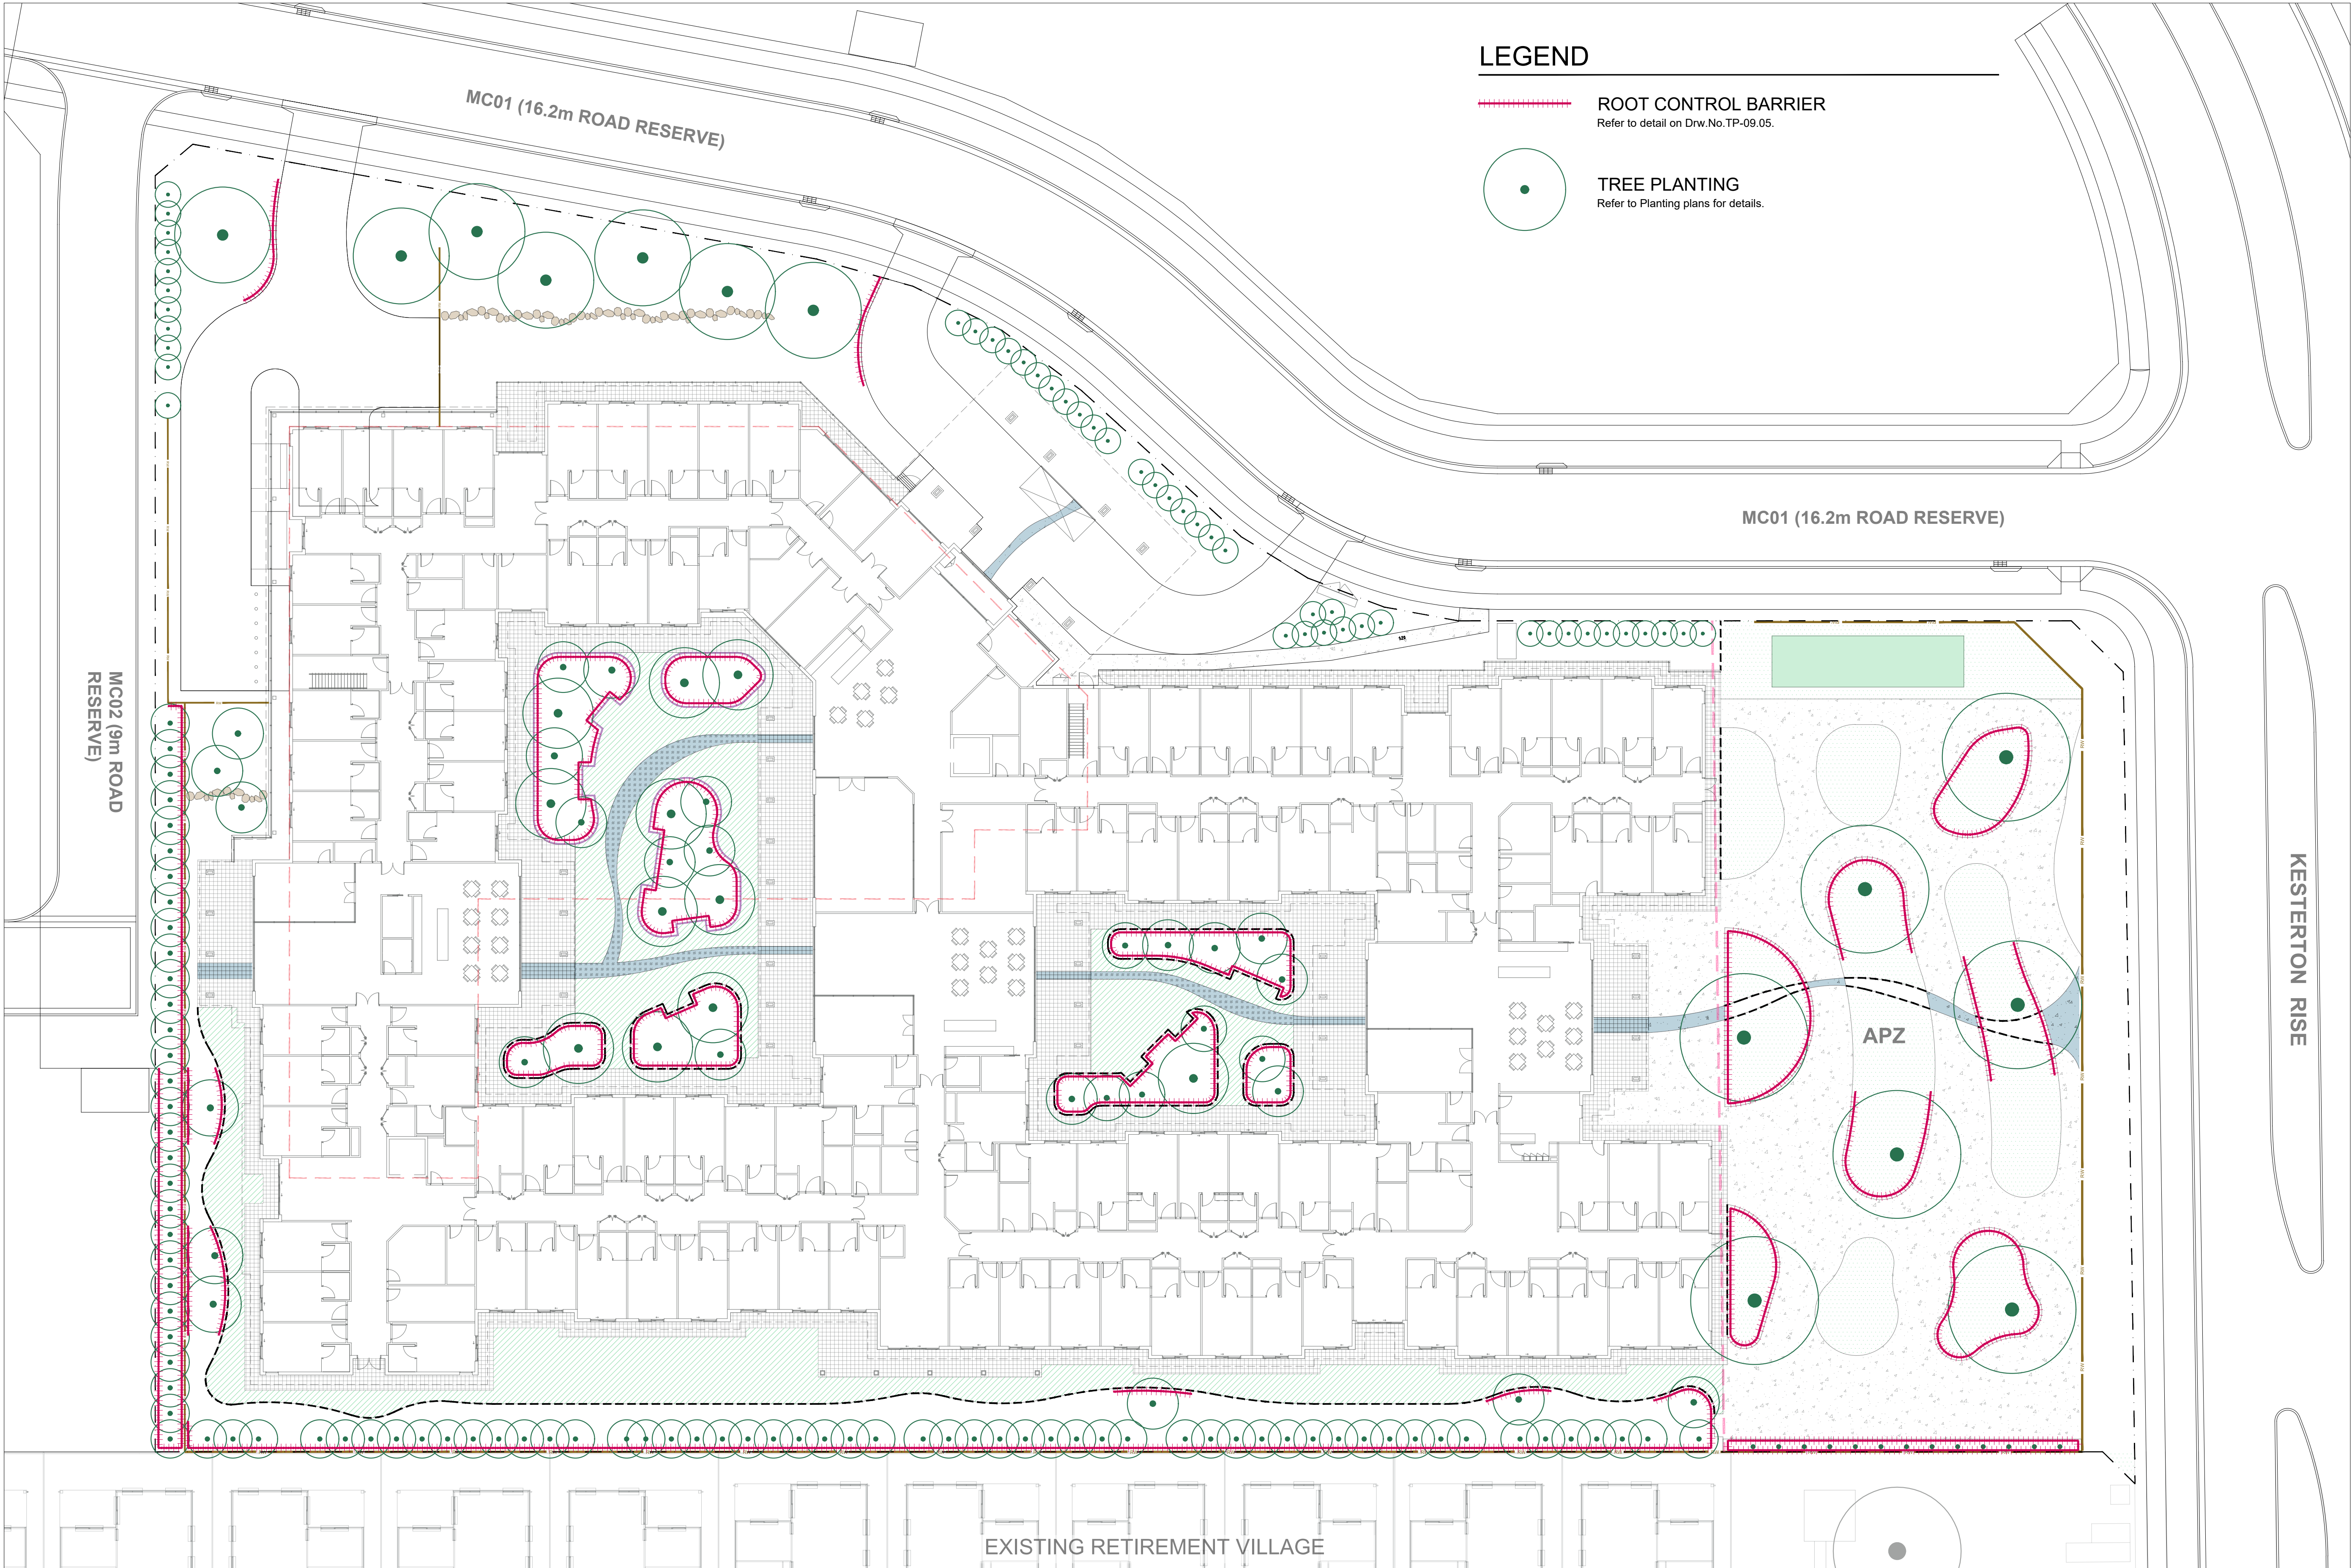 LEGEND
ROOT CONTROL BARRIER
Refer to detail on Drw.No.TP-09.05.
TREE PLANTING
Refer to Planting plans for details.
MC01 (16.2m ROAD RESERVE)
MC01 (16.2m ROAD RESERVE)
MC02 (9m ROAD
RESERVE)
KESTERTON RISE
APZ
EXISTING RETIREMENT VILLAGE